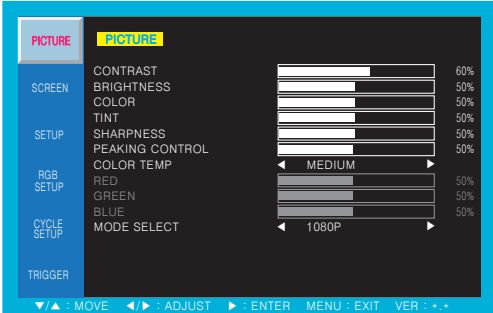 PICTURE
PICTURE
CONTRAST 60%
BRIGHTNESS 50%
SCREEN
COLOR 50%
TINT 50%
SETUP
SHARPNESS 50%
PEAKING CONTROL 50%
COLOR TEMP ◀ MEDIUM ▶
RGB
SETUP
RED 50%
GREEN 50%
BLUE 50%
CYCLE
SETUP
MODE SELECT ◀ 1080P ▶
TRIGGER
▼/▲ : MOVE ◀/▶ : ADJUST ▶ : ENTER MENU : EXIT VER : *.*